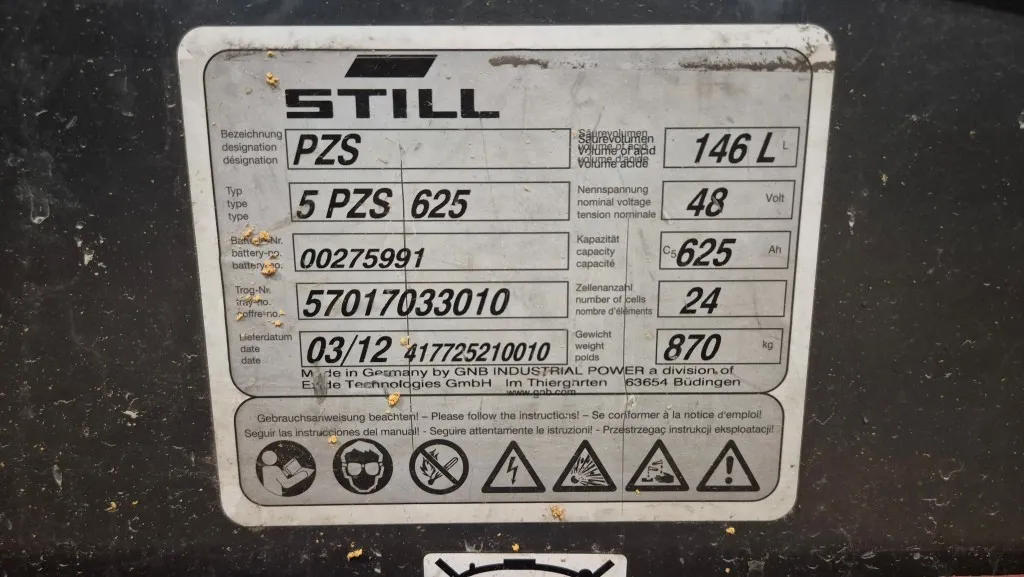 STILL
Bezeichnung
designation
désignation
PZS
Säurevolumen
Volume of acid
Volume acide
146 L
L
Typ
type
type
5 PZS 625
Nennspannung
nominal voltage
tension nominale
48
Volt
Batterie-Nr.
battery-no.
battery-no.
00275991
Kapazität
capacity
capacité
C5
625
Ah
Trog-Nr.
tray-no.
coffre-no.
57017033010
Zellenanzahl
number of cells
nombre d'éléments
24
Lieferdatum
date
date
03/12 417725210010
Gewicht
weight
poids
870
kg
Made in Germany by GNB INDUSTRIAL POWER a division of
Exide Technologies GmbH Im Thiergarten 63654 Büdingen
www.gnb.com
Gebrauchsanweisung beachten! – Please follow the instructions! – Se conformer à la notice d'emploi!
Seguir las instrucciones del manual! - Seguire attentamente le istruzioni! - Przestrzegać instrukcji eksploatacji!